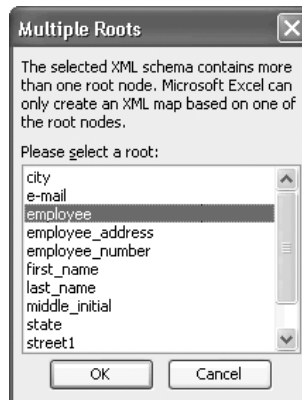 Multiple Roots
The selected XML schema contains more
than one root node. Microsoft Excel can
only create an XML map based on one of
the root nodes.
Please select a root:
city
e-mail
employee
employee_address
employee_number
first_name
last_name
middle_initial
state
street1
OK Cancel